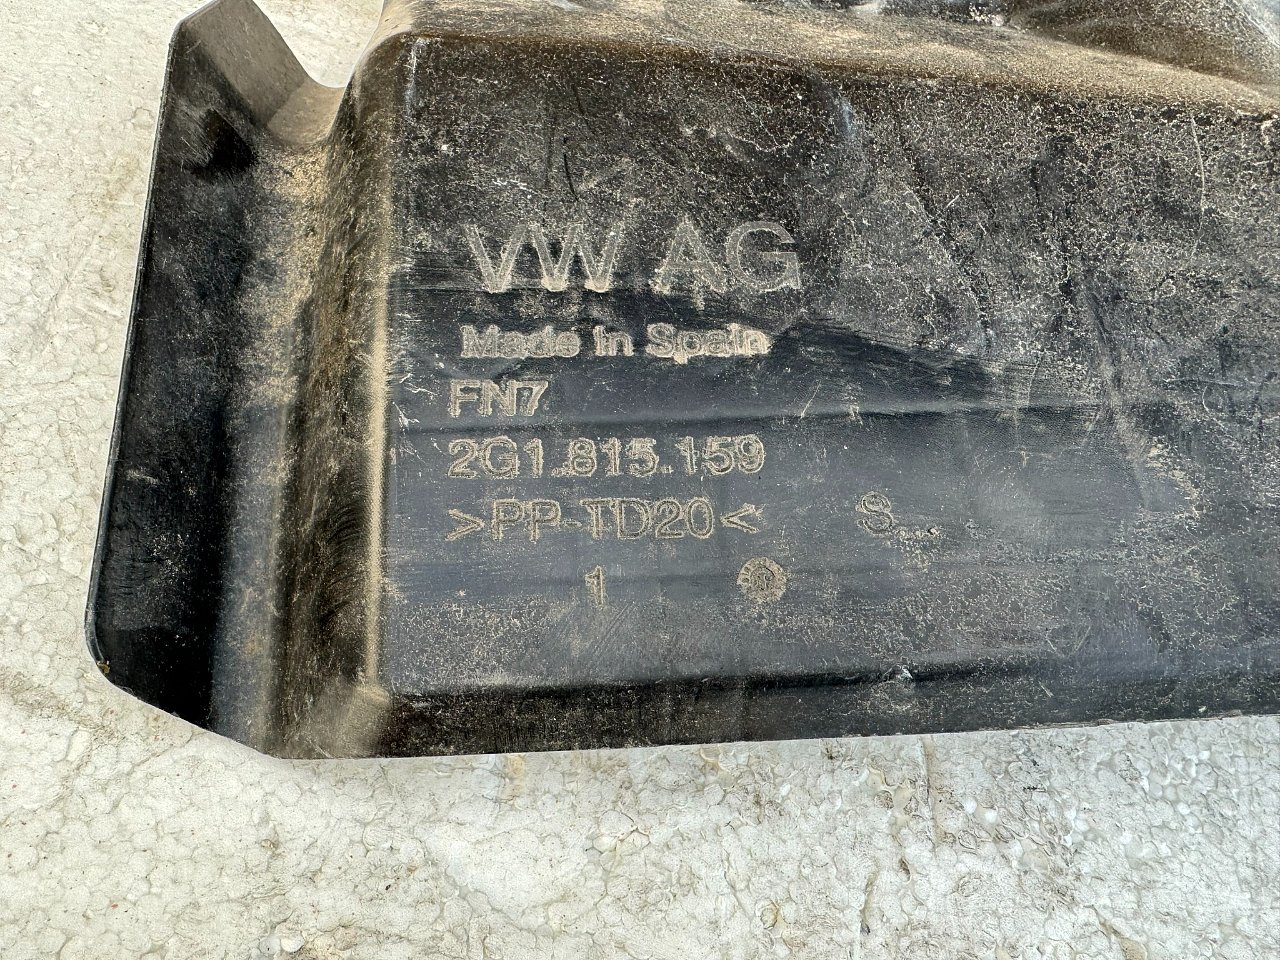 VW AG
Made in Spain
FN7
2G1.815.159
>PP-TD20<
S
1